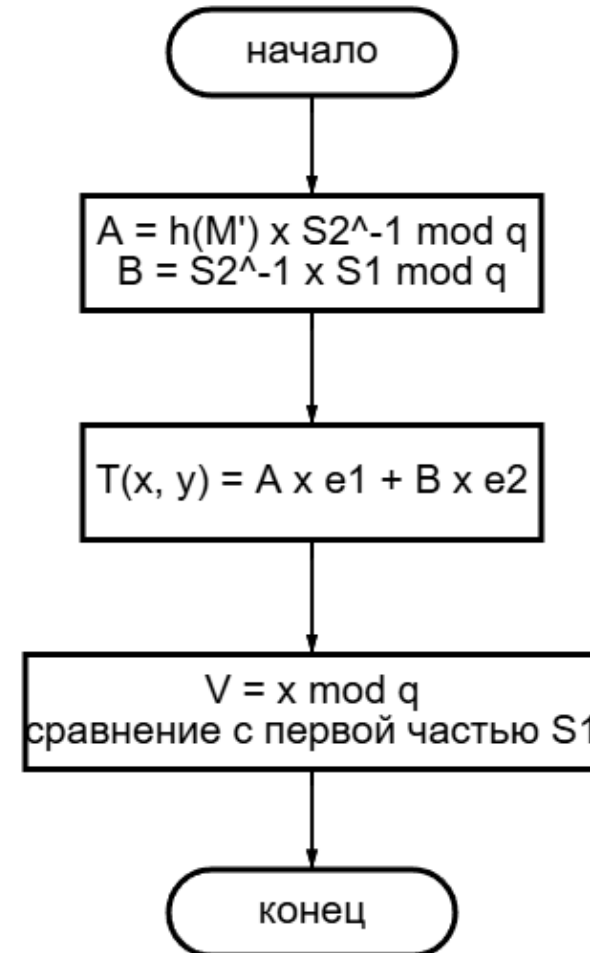 начало
A = h(M') x S2^-1 mod q
B = S2^-1 x S1 mod q
T(x, y) = A x e1 + B x e2
V = x mod q
сравнение с первой частью S1
конец